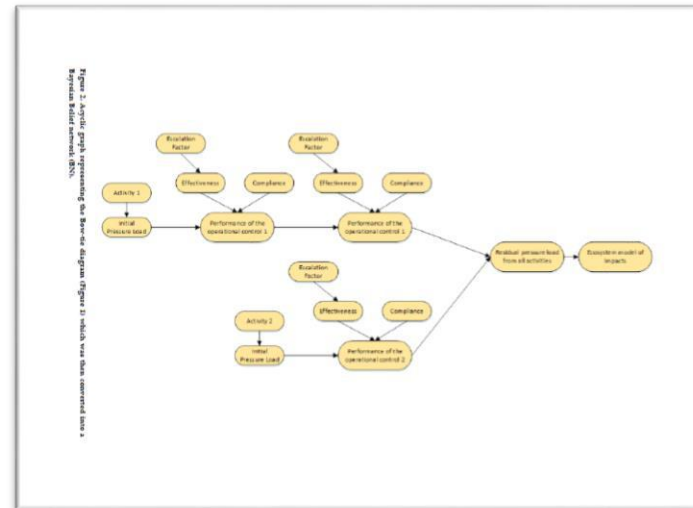 Figure 2: Acyclic graph representing the Bow-tie diagram (Figure 1) which was then converted into a
Bayesian Belief network (BN).
Escalation
Factor
Effectiveness
Compliance
Activity 1
Initial
Pressure Load
Performance of the
operational control 1
Escalation
Factor
Effectiveness
Compliance
Performance of the
operational control 1
Escalation
Factor
Effectiveness
Compliance
Activity 2
Initial
Pressure Load
Performance of the
operational control 2
Residual pressure load
from all activities
Ecosystem model of
impacts